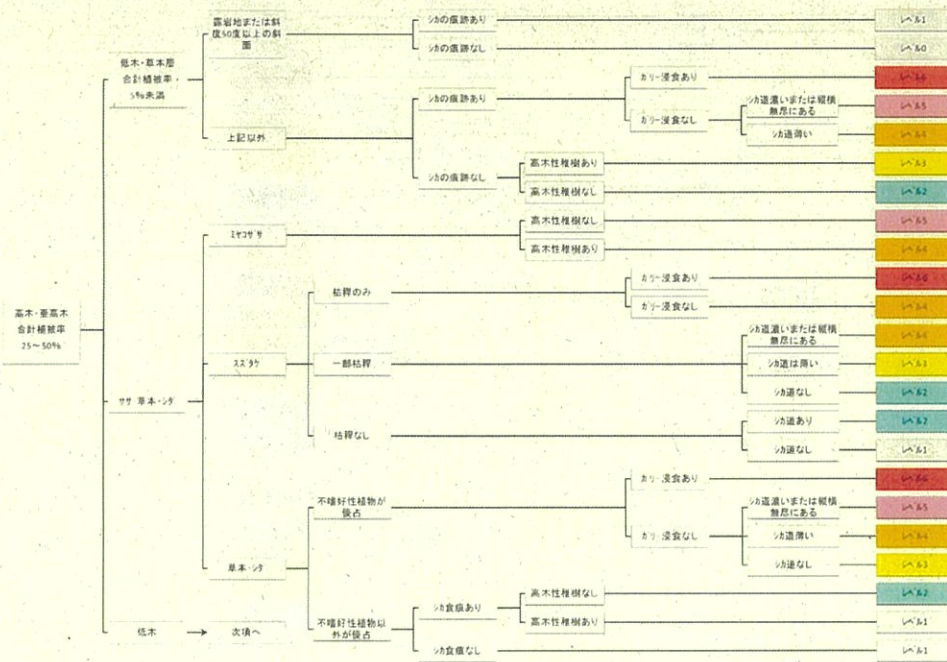 露岩地または斜
度50度以上の斜
面
シカの痕跡あり
レベル1
シカの痕跡なし
レベル0
低木・草本層
合計植被率・
5%未満
上記以外
シカの痕跡あり
ガリー浸食あり
レベル6
ガリー浸食なし
シカ道濃いまたは縦横
無尽にある
レベル5
シカ道薄い
レベル4
シカの痕跡なし
高木性稚樹あり
レベル3
高木性稚樹なし
レベル2
高木・亜高木
合計植被率
25～50%
ササ・草本・シダ
ミヤコザサ
高木性稚樹なし
レベル5
高木性稚樹あり
レベル4
スズタケ
枯稈のみ
ガリー浸食あり
レベル6
ガリー浸食なし
レベル4
一部枯稈
シカ道濃いまたは縦横
無尽にある
レベル4
シカ道は薄い
レベル3
シカ道なし
レベル2
枯稈なし
シカ道あり
レベル2
シカ道なし
レベル1
草本・シダ
不嗜好性植物が
優占
ガリー浸食あり
レベル6
ガリー浸食なし
シカ道濃いまたは縦横
無尽にある
レベル5
シカ道薄い
レベル4
シカ道なし
レベル3
不嗜好性植物以
外が優占
シカ食痕あり
高木性稚樹なし
レベル2
高木性稚樹あり
レベル1
シカ食痕なし
レベル1
低木
次項へ